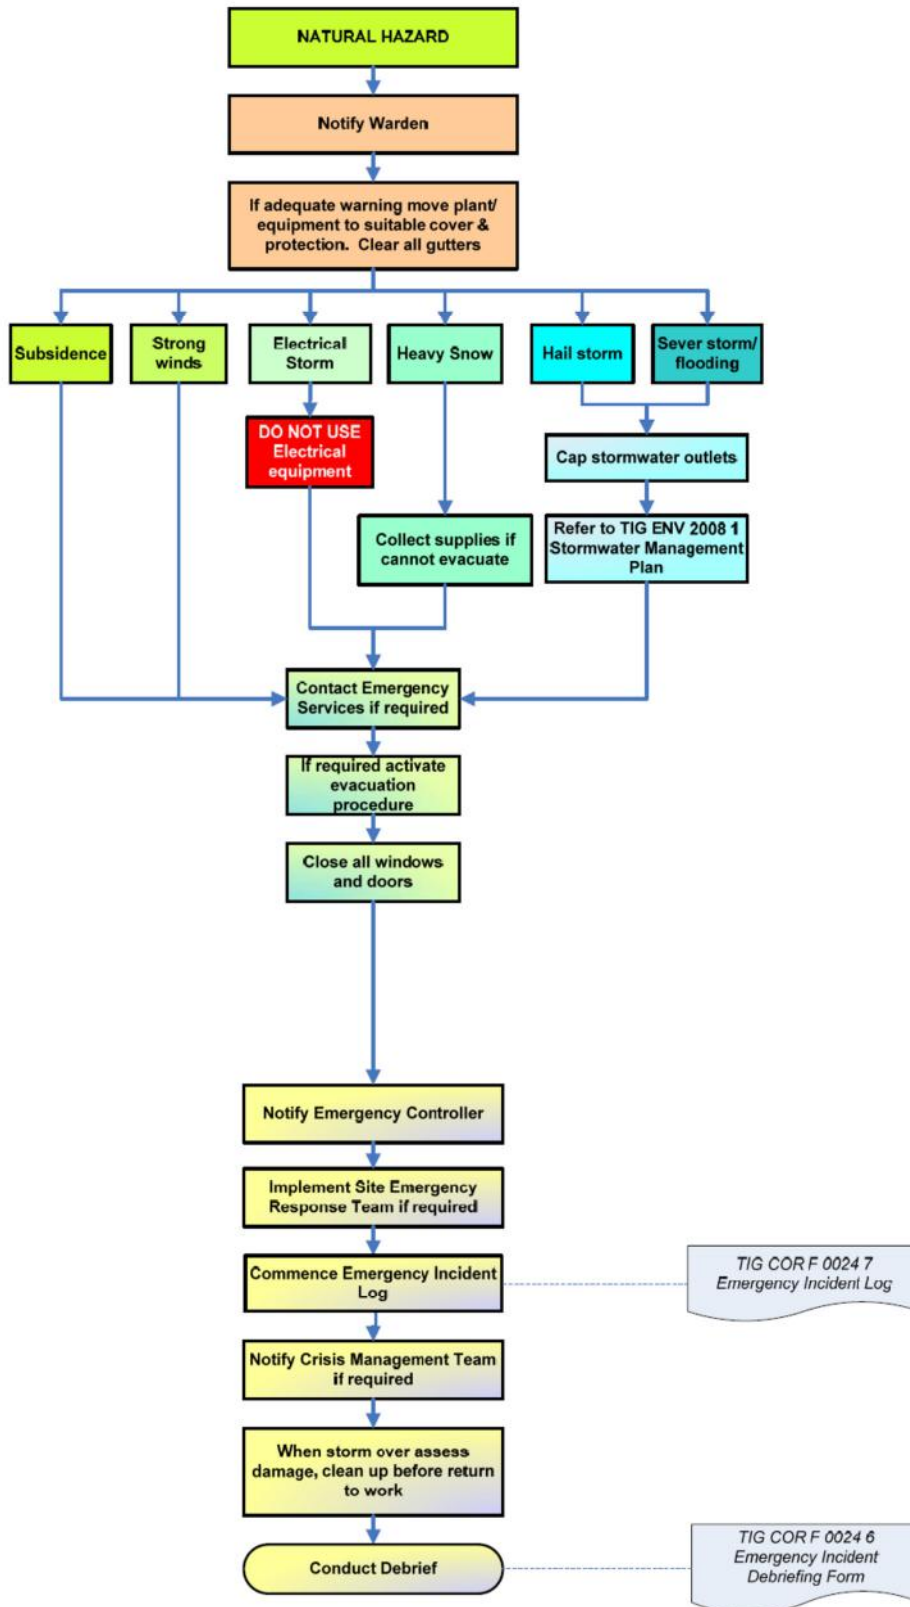 NATURAL HAZARD
Notify Warden
If adequate warning move plant/
equipment to suitable cover &
protection. Clear all gutters
Subsidence
Strong
winds
Electrical
Storm
Heavy Snow
Hail storm
Sever storm/
flooding
DO NOT USE
Electrical
equipment
Cap stormwater outlets
Collect supplies if
cannot evacuate
Refer to TIG ENV 2008 1
Stormwater Management
Plan
Contact Emergency
Services if required
If required activate
evacuation
procedure
Close all windows
and doors
Notify Emergency Controller
Implement Site Emergency
Response Team if required
Commence Emergency Incident
Log
TIG COR F 0024 7
Emergency Incident Log
Notify Crisis Management Team
if required
When storm over assess
damage, clean up before return
to work
Conduct Debrief
TIG COR F 0024 6
Emergency Incident
Debriefing Form